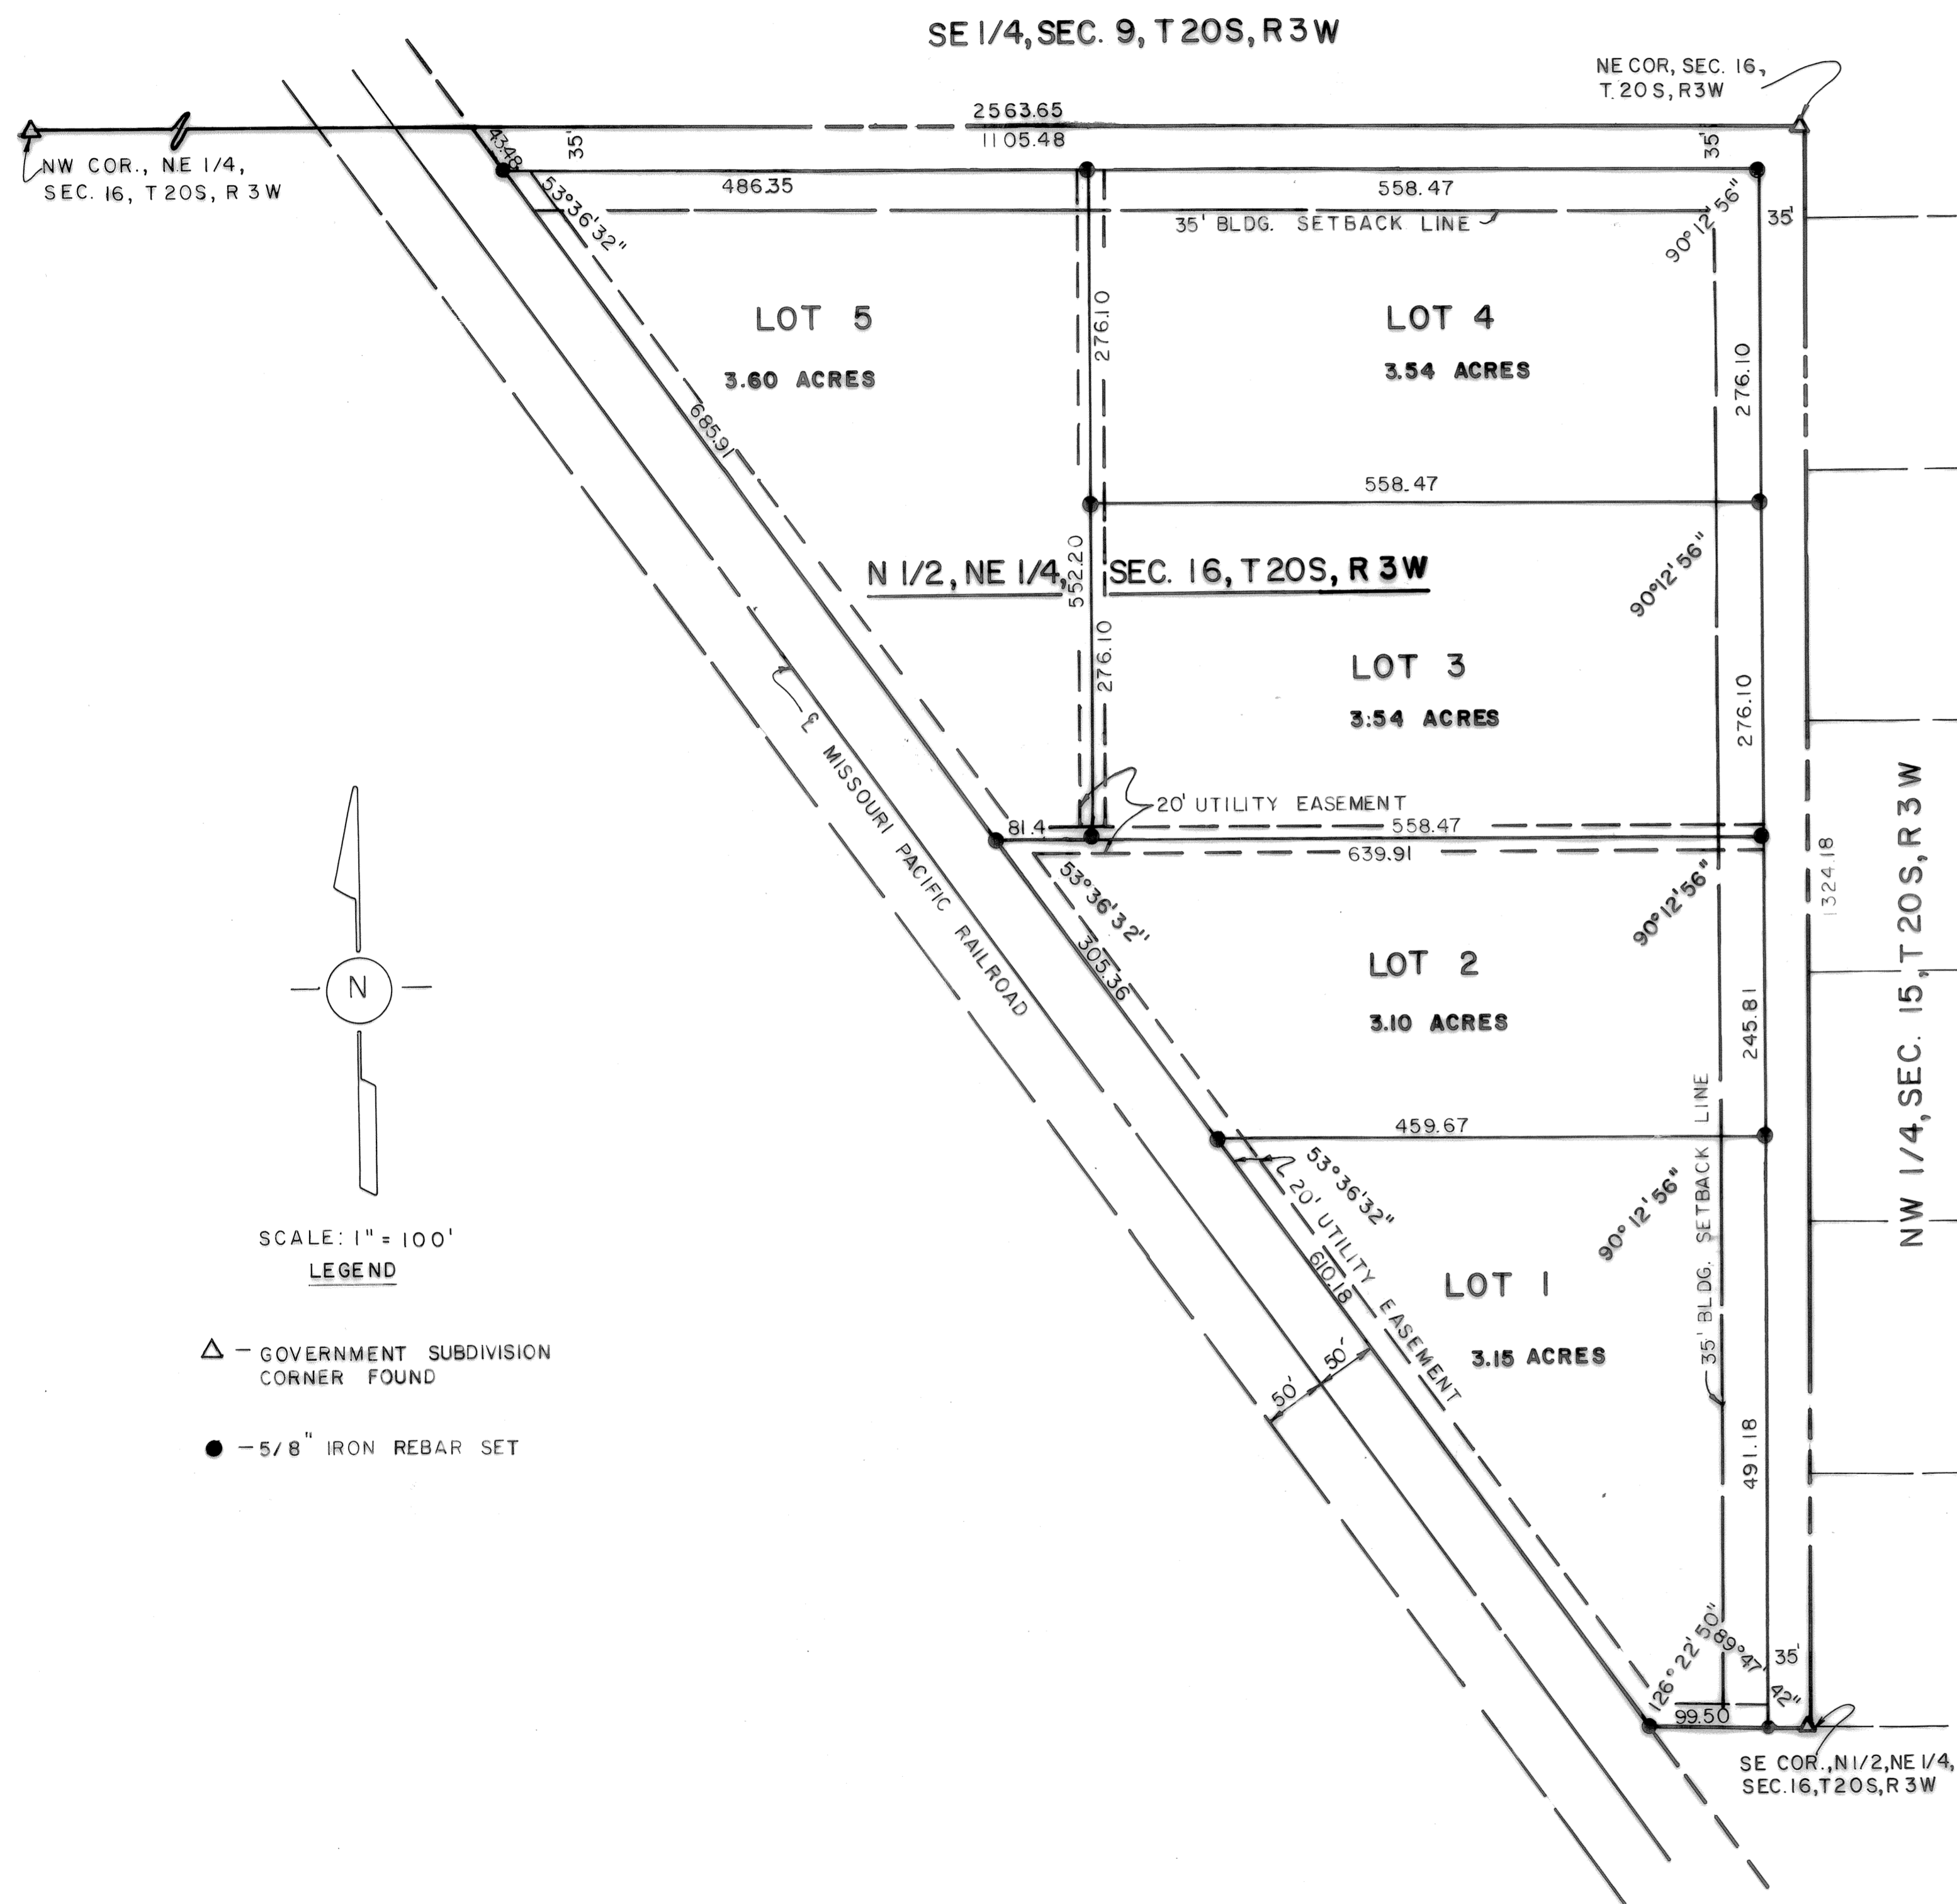 SE 1/4, SEC. 9, T 20S, R 3 W
NE COR, SEC. 16,
T. 20 S, R3W
2563.65
1105.48
NW COR., NE 1/4,
SEC. 16, T 20S, R 3 W
43.48
35'
35'
486.35
558.47
53°36'32"
35' BLDG. SETBACK LINE
90°12'56"
35'
LOT 5
3.60 ACRES
276.10
LOT 4
3.54 ACRES
276.10
685.91
558.47
N 1/2, NE 1/4, SEC. 16, T 20S, R 3W
552.20
90°12'56"
276.10
LOT 3
3.54 ACRES
276.10
℄ MISSOURI PACIFIC RAILROAD
20' UTILITY EASEMENT
81.4
558.47
639.91
53°36'32"
90°12'56"
1324.18
NW 1/4, SEC. 15, T 20S, R 3 W
305.36
LOT 2
3.10 ACRES
245.81
N
459.67
53°36'32"
90°12'56"
35' BLDG. SETBACK LINE
20' UTILITY EASEMENT
610.18
SCALE: 1" = 100'
LEGEND
LOT 1
3.15 ACRES
△ - GOVERNMENT SUBDIVISION
CORNER FOUND
50'
50'
● - 5/8" IRON REBAR SET
491.18
126°22'50"
89°47'
42"
35'
99.50
SE COR., N 1/2, NE 1/4,
SEC. 16, T 20S, R 3W